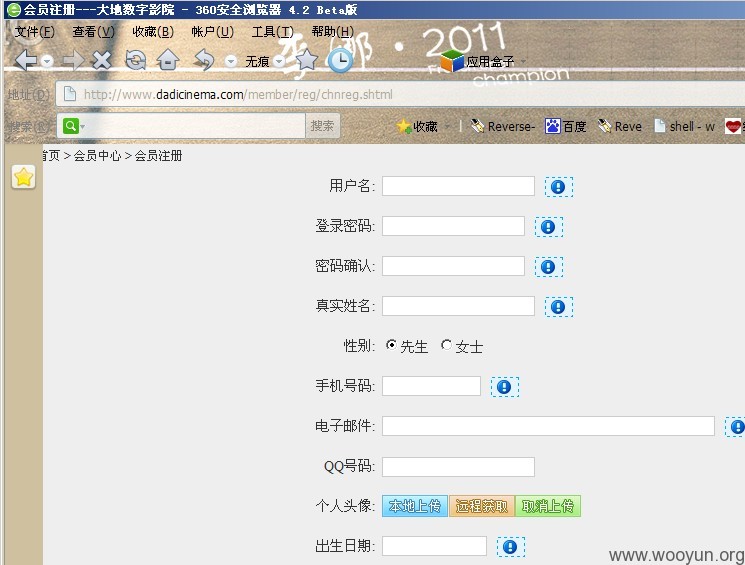 会员注册---大地数字影院 - 360安全浏览器 4.2 Beta版
文件(F) 查看(V) 收藏(B) 帐户(U) 工具(T) 帮助(H)
季娜 · 2011
champion
无痕 应用盒子
地址(D) http://www.dadicinema.com/member/reg/chnreg.shtml
搜索 搜索 收藏 Reverse- 百度 Reve shell - w
首页 > 会员中心 > 会员注册
用户名:
登录密码:
密码确认:
真实姓名:
性别: 先生 女士
手机号码:
电子邮件:
QQ号码:
个人头像: 本地上传 远程获取 取消上传
出生日期:
www.wooyun.org